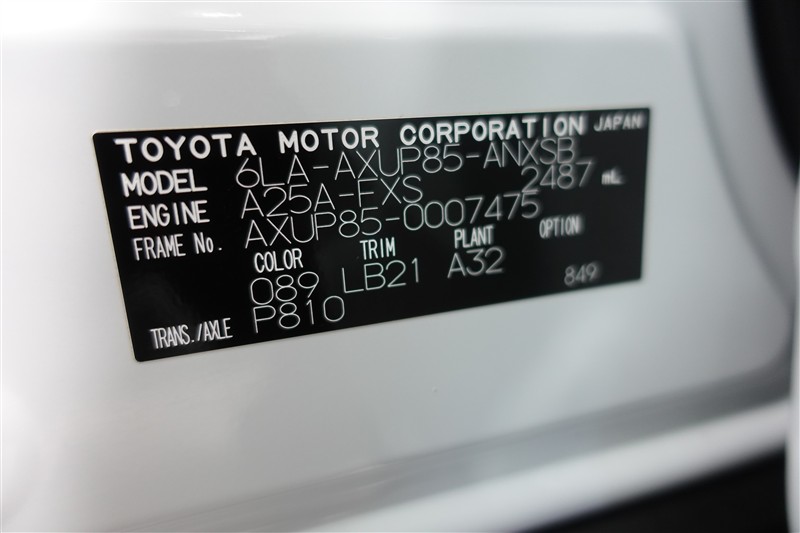 TOYOTA MOTOR CORPORATION JAPAN
MODEL 6LA-AXUP85-ANXSB
ENGINE A25A-FXS 2487 mL
FRAME No. AXUP85-0007475
COLOR TRIM PLANT OPTION
089 LB21 A32
TRANS./AXLE P810 849